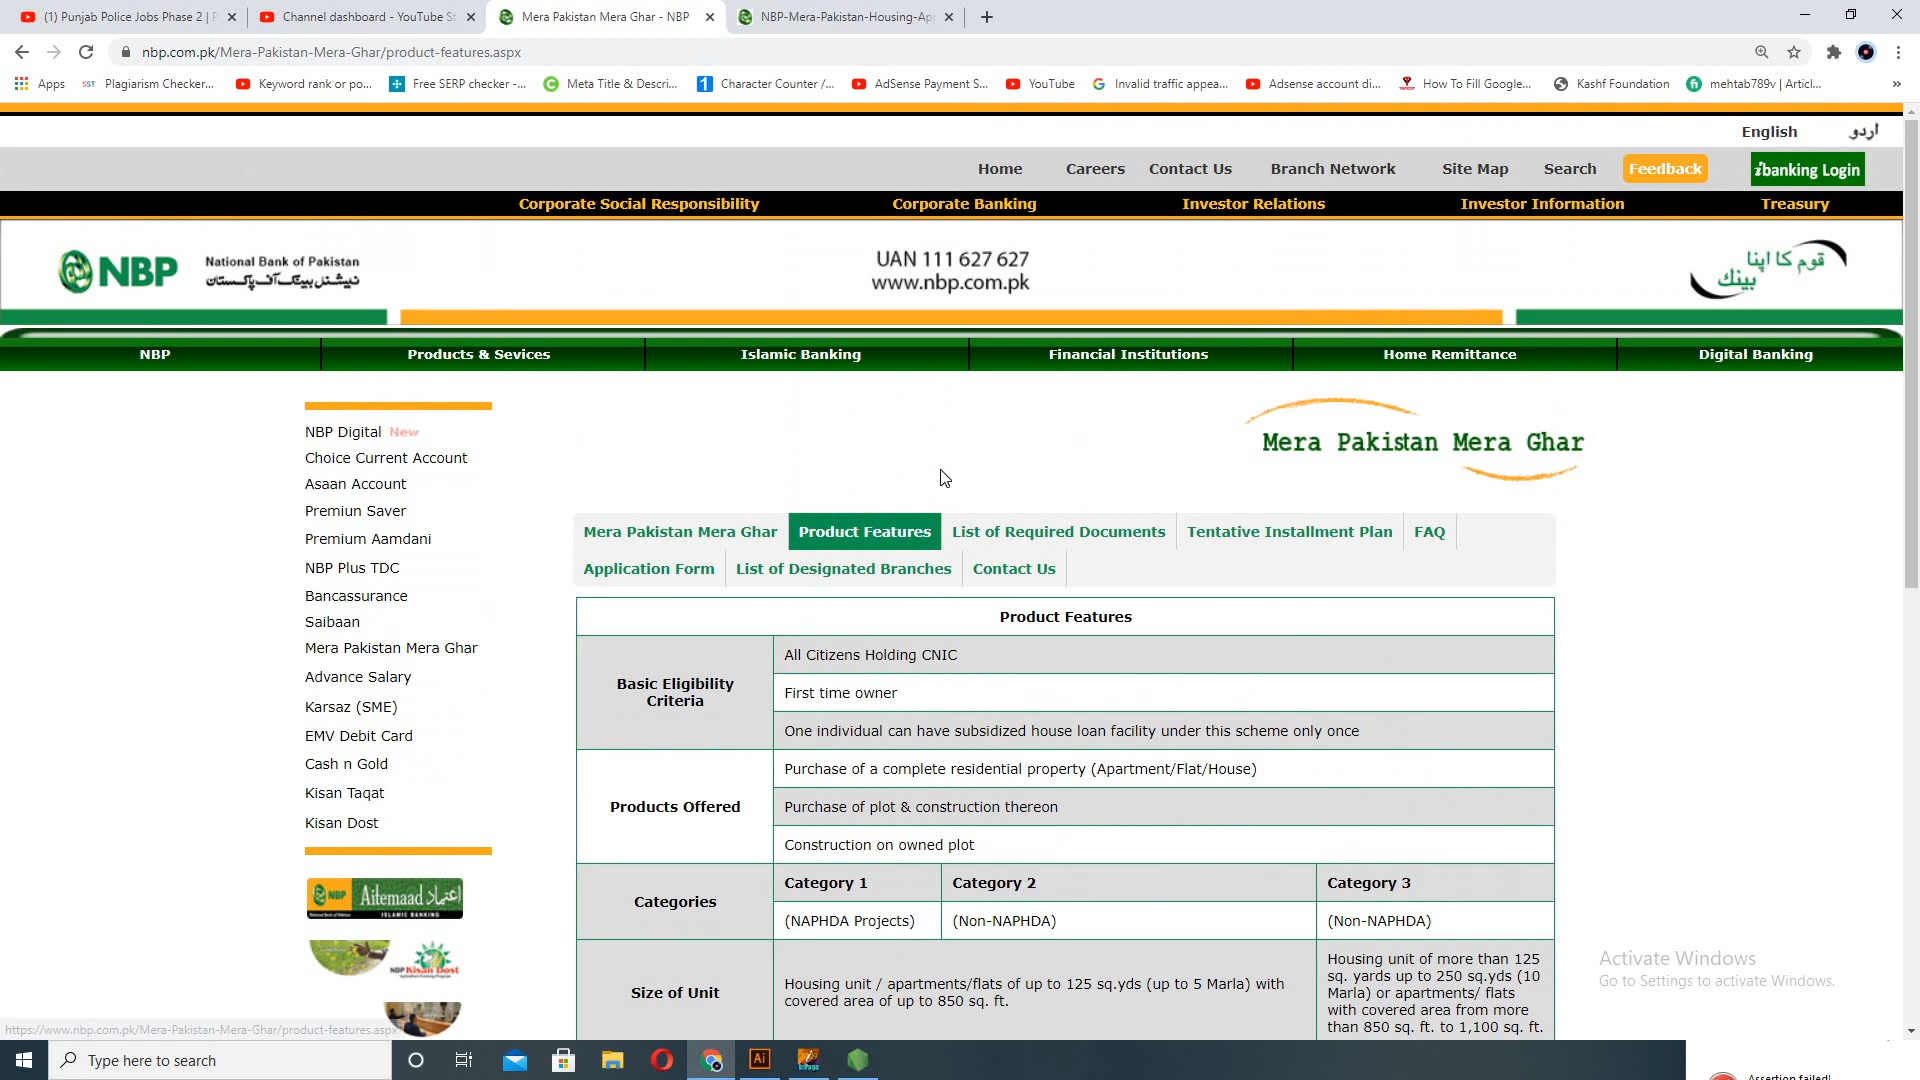 (1) Punjab Police Jobs Phase 2 |
Channel dashboard - YouTube St
Mera Pakistan Mera Ghar - NBP
NBP-Mera-Pakistan-Housing-Ap
nbp.com.pk/Mera-Pakistan-Mera-Ghar/product-features.aspx
Apps
SST Plagiarism Checker...
Keyword rank or po...
Free SERP checker -...
Meta Title & Descri...
1 Character Counter /...
AdSense Payment S...
YouTube
Invalid traffic appea...
Adsense account di...
How To Fill Google...
Kashf Foundation
mehtab789v | Articl...
English اردو
Home Careers Contact Us Branch Network Site Map Search Feedback ibanking Login
Corporate Social Responsibility Corporate Banking Investor Relations Investor Information Treasury
NBP
National Bank of Pakistan
نیشنل بینک آف پاکستان
UAN 111 627 627
www.nbp.com.pk
قوم کا اپنا
بینک
NBP Products & Sevices Islamic Banking Financial Institutions Home Remittance Digital Banking
NBP Digital New
Choice Current Account
Asaan Account
Premiun Saver
Premium Aamdani
NBP Plus TDC
Bancassurance
Saibaan
Mera Pakistan Mera Ghar
Advance Salary
Karsaz (SME)
EMV Debit Card
Cash n Gold
Kisan Taqat
Kisan Dost
NBP Aitemaad اعتماد
ISLAMIC BANKING
NBP Kisan Dost
Mera Pakistan Mera Ghar
Mera Pakistan Mera Ghar Product Features List of Required Documents Tentative Installment Plan FAQ
Application Form List of Designated Branches Contact Us
Product Features
Basic Eligibility
Criteria
All Citizens Holding CNIC
First time owner
One individual can have subsidized house loan facility under this scheme only once
Products Offered
Purchase of a complete residential property (Apartment/Flat/House)
Purchase of plot & construction thereon
Construction on owned plot
Categories
Category 1 Category 2 Category 3
(NAPHDA Projects) (Non-NAPHDA) (Non-NAPHDA)
Size of Unit
Housing unit / apartments/flats of up to 125 sq.yds (up to 5 Marla) with
covered area of up to 850 sq. ft.
Housing unit of more than 125
sq. yards up to 250 sq.yds (10
Marla) or apartments/ flats
with covered area from more
than 850 sq. ft. to 1,100 sq. ft.
Activate Windows
Go to Settings to activate Windows.
https://www.nbp.com.pk/Mera-Pakistan-Mera-Ghar/product-features.aspx
Type here to search
Ai
Assertion failed!